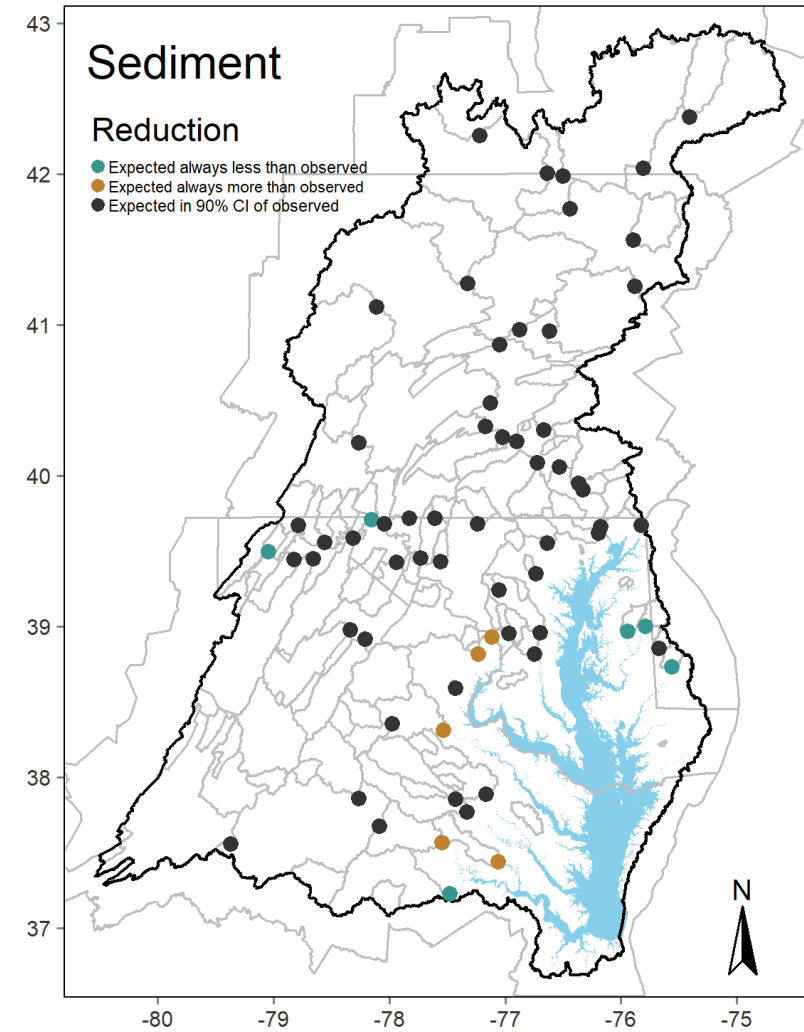 43
Sediment
Reduction
Expected always less than observed
42
Expected always more than observed
Expected in 90% CI of observed
41
40
39
38
N
37
-80 -79 -78 -77 -76 -75